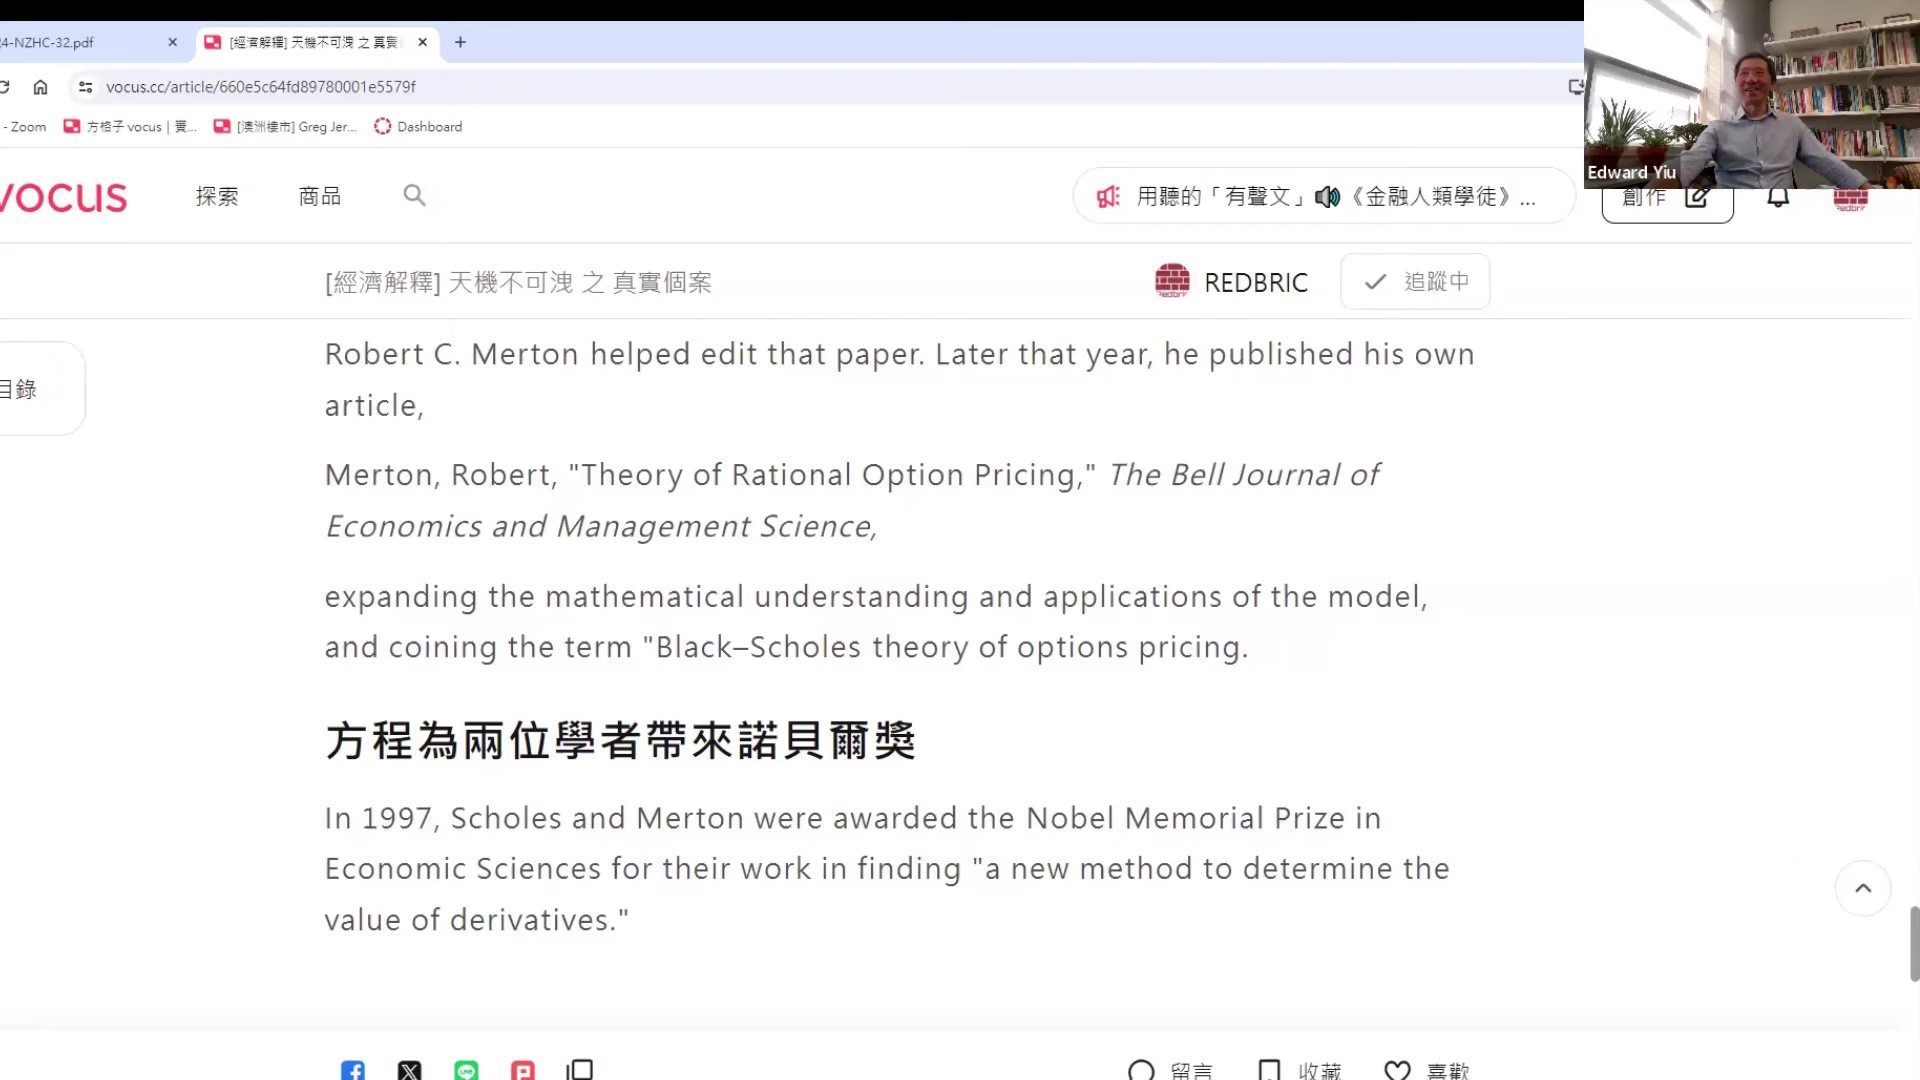 24-NZHC-32.pdf
[經濟解釋] 天機不可洩 之 真實
vocus.cc/article/660e5c64fd89780001e5579f
- Zoom
方格子 vocus | 實...
[澳洲樓市] Greg Jer...
Dashboard
Edward Yiu
vocus
探索
商品
用聽的「有聲文」🔊《金融人類學徒》...
創作
[經濟解釋] 天機不可洩 之 真實個案
REDBRIC
追蹤中
目錄
Robert C. Merton helped edit that paper. Later that year, he published his own
article,
Merton, Robert, "Theory of Rational Option Pricing," The Bell Journal of
Economics and Management Science,
expanding the mathematical understanding and applications of the model,
and coining the term "Black–Scholes theory of options pricing.
方程為兩位學者帶來諾貝爾獎
In 1997, Scholes and Merton were awarded the Nobel Memorial Prize in
Economic Sciences for their work in finding "a new method to determine the
value of derivatives."
留言
收藏
喜歡